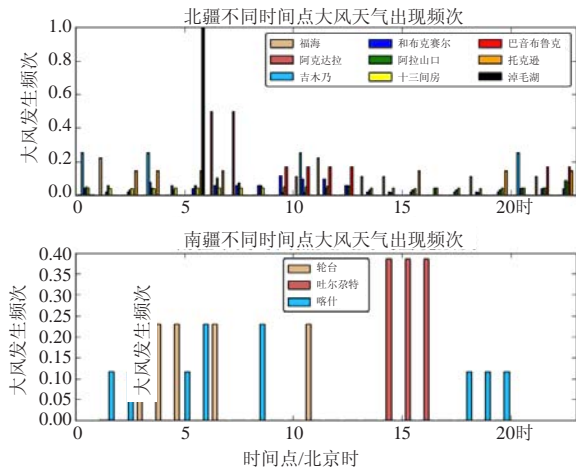 北疆不同时间点大风天气出现频次
大风发生频次
1.0
0.8
0.6
0.4
0.2
0.0
福海
和布克赛尔
巴音布鲁克
阿克达拉
阿拉山口
托克逊
吉木乃
十三间房
淖毛湖
0 5 10 15 20时
南疆不同时间点大风天气出现频次
大风发生频次
大风发生频次
0.40
0.35
0.30
0.25
0.20
0.15
0.10
0.05
0.00
轮台
吐尔尕特
喀什
0 5 10 15 20时
时间点/北京时